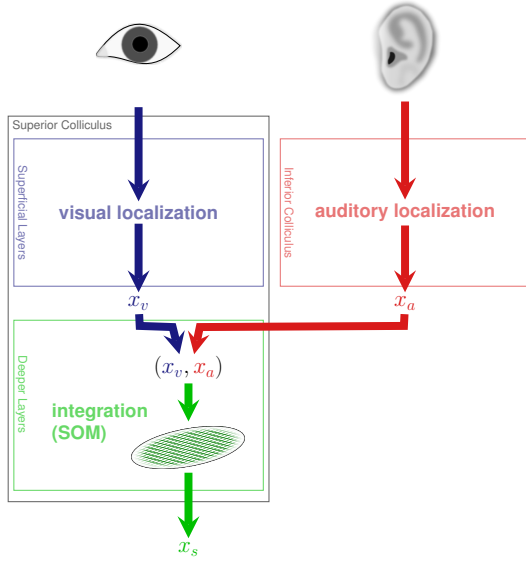 Superior Colliculus
Superficial Layers
visual localization
Inferior Colliculus
auditory localization
x_v
x_a
(x_v, x_a)
Deeper Layers
integration
(SOM)
x_s